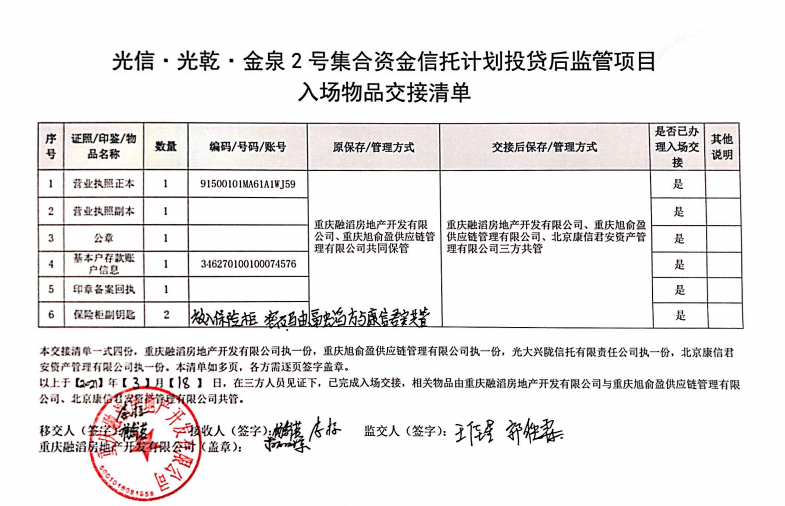 光信·光乾·金泉2号集合资金信托计划投贷后监管项目
入场物品交接清单
序号 证照/印鉴/物品名称 数量 编码/号码/账号 原保存/管理方式 交接后保存/管理方式 是否已办理入场交接 其他说明
1 营业执照正本 1 91500101MA61A1WJ59 是
2 营业执照副本 1 是
重庆融滔房地产开发有限公司、重庆旭俞盈供应链管理有限公司共同保管
重庆融滔房地产开发有限公司、重庆旭俞盈供应链管理有限公司、北京康信君安资产管理有限公司三方共管
3 公章 1 是
4 基本户存款账户信息 1 346270100100074576 是
5 印章备案回执 1 是
6 保险柜副钥匙 2 放入保险柜 是
本交接清单一式四份，重庆融滔房地产开发有限公司执一份，重庆旭俞盈供应链管理有限公司执一份，光大兴陇信托有限责任公司执一份，北京康信君
安资产管理有限公司执一份。本清单如多页，各方需逐页签字盖章。
以上于【2021】年【3】月【18】日，在三方人员见证下，已完成入场交接，相关物品由重庆融滔房地产开发有限公司与重庆旭俞盈供应链管理有限公
司、北京康信君安资产管理有限公司共管。
移交人（签字）： 接收人（签字）： 监交人（签字）：
重庆融滔房地产开发有限公司（盖章）：
重庆融滔房地产开发有限公司